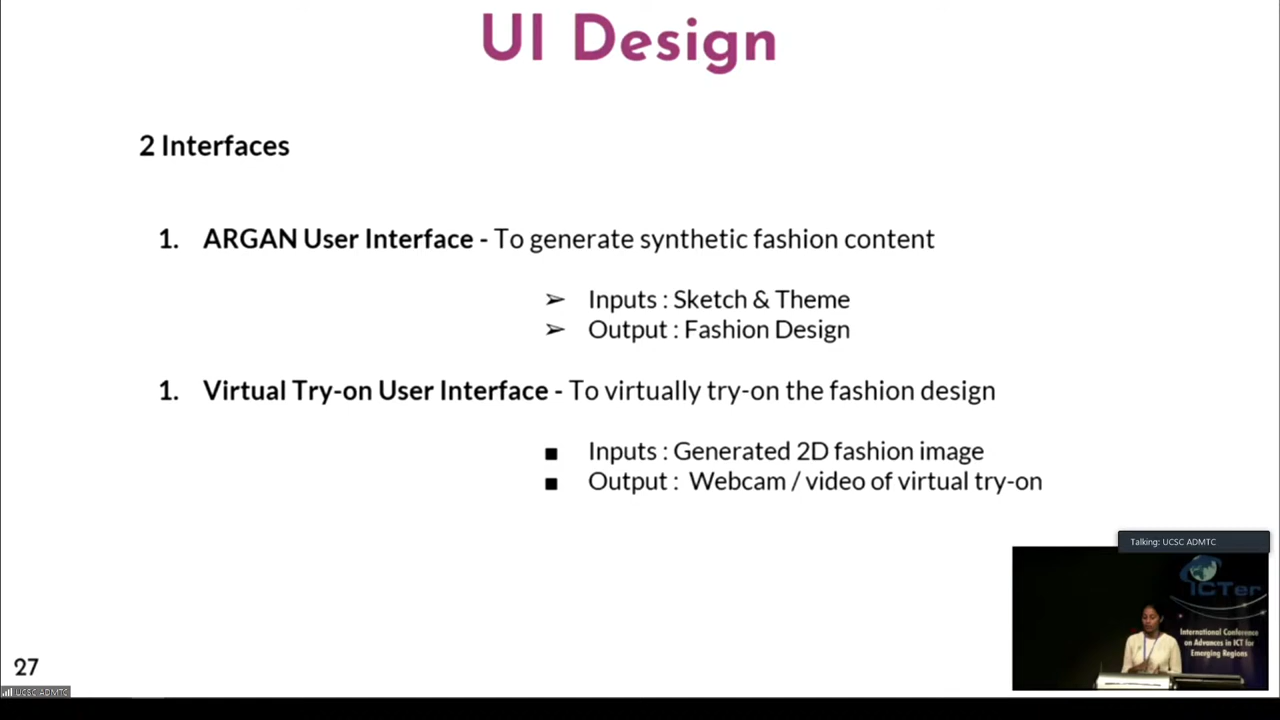 UI Design
2 Interfaces
1. ARGAN User Interface - To generate synthetic fashion content
➢ Inputs : Sketch & Theme
➢ Output : Fashion Design
1. Virtual Try-on User Interface - To virtually try-on the fashion design
■ Inputs : Generated 2D fashion image
■ Output : Webcam / video of virtual try-on
Talking: UCSC ADMTC
ICTer
International Conference
on Advances in ICT for
Emerging Regions
27
UCSC ADMTC